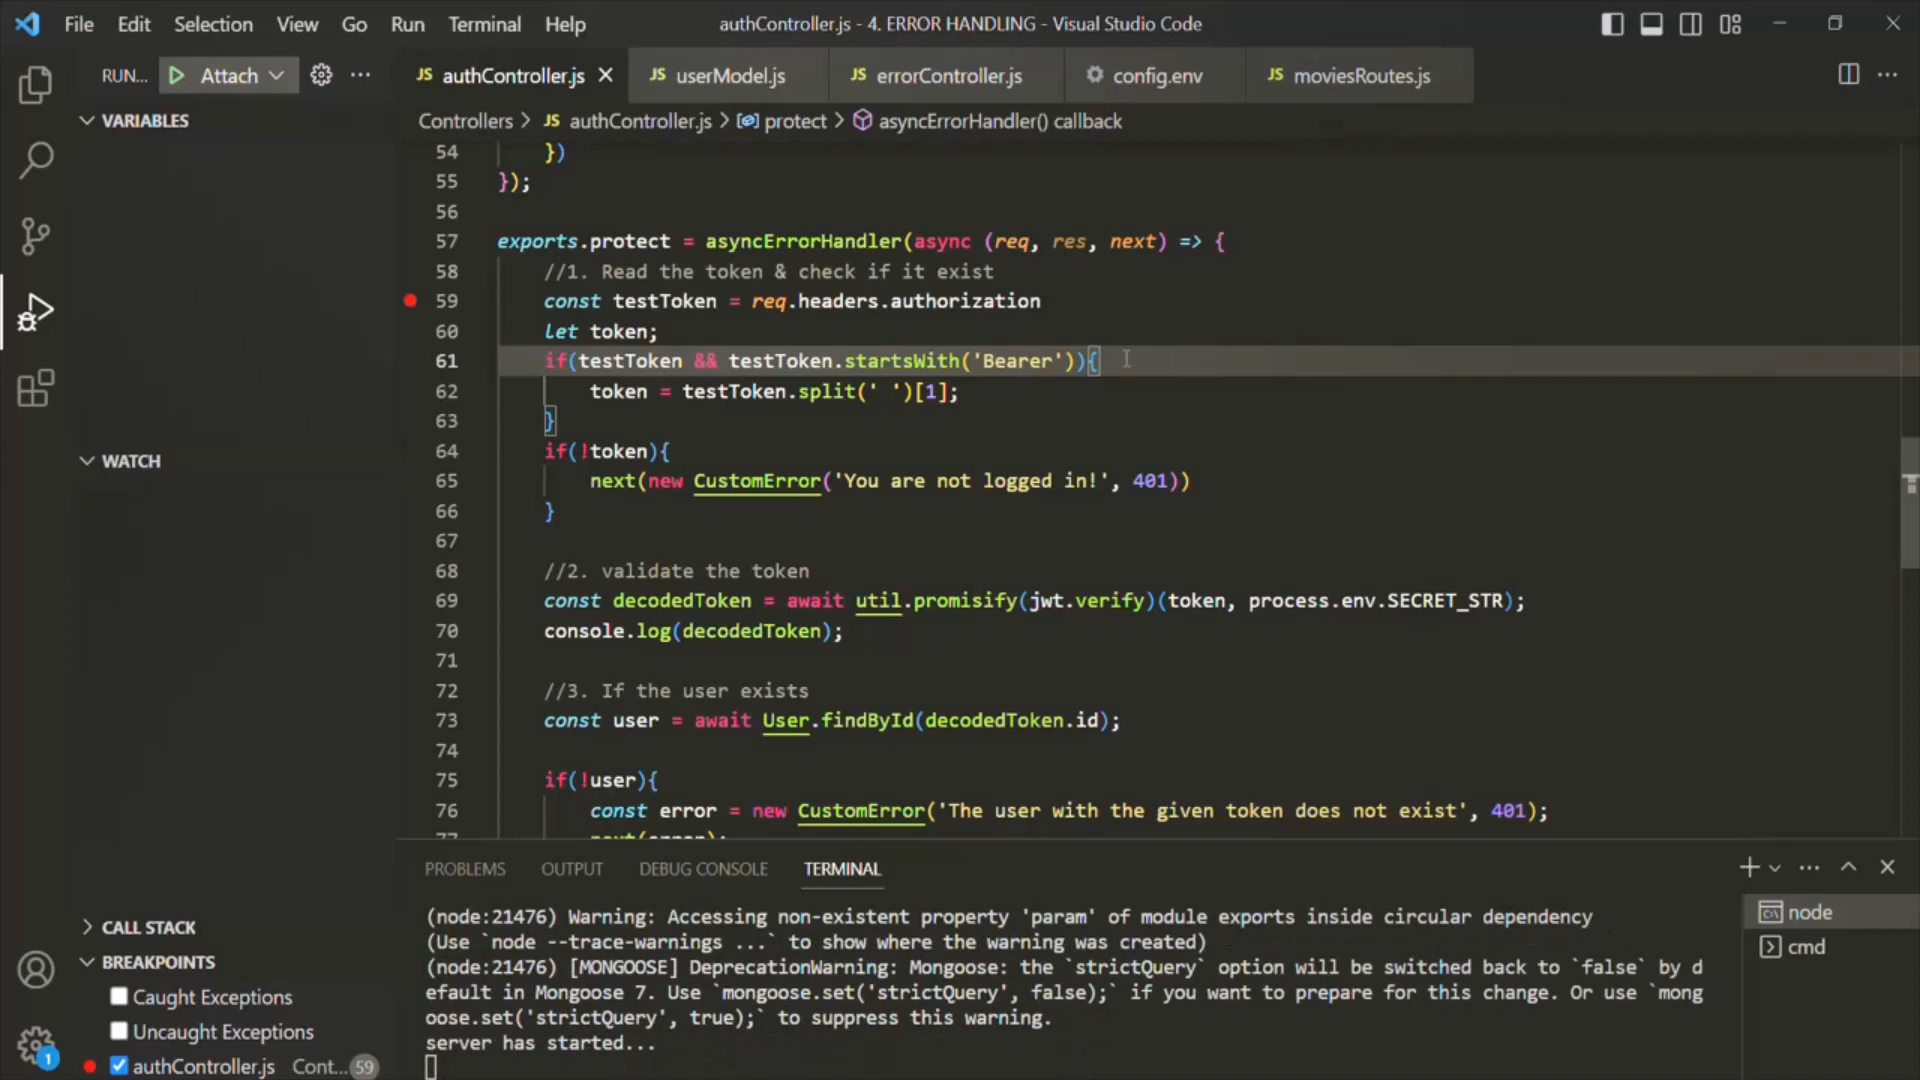 File Edit Selection View Go Run Terminal Help
authController.js - 4. ERROR HANDLING - Visual Studio Code
RUN... Attach
authController.js
userModel.js
errorController.js
config.env
moviesRoutes.js
VARIABLES
Controllers > JS authController.js > protect > asyncErrorHandler() callback
54 })
55 });
56
57 exports.protect = asyncErrorHandler(async (req, res, next) => {
58 //1. Read the token & check if it exist
59 const testToken = req.headers.authorization
60 let token;
61 if(testToken && testToken.startsWith('Bearer')){
62 token = testToken.split(' ')[1];
63 }
64 if(!token){
65 next(new CustomError('You are not logged in!', 401))
66 }
67
68 //2. validate the token
69 const decodedToken = await util.promisify(jwt.verify)(token, process.env.SECRET_STR);
70 console.log(decodedToken);
71
72 //3. If the user exists
73 const user = await User.findById(decodedToken.id);
74
75 if(!user){
76 const error = new CustomError('The user with the given token does not exist', 401);
77 next(error);
WATCH
CALL STACK
BREAKPOINTS
Caught Exceptions
Uncaught Exceptions
authController.js Cont... 59
1
PROBLEMS OUTPUT DEBUG CONSOLE TERMINAL
(node:21476) Warning: Accessing non-existent property 'param' of module exports inside circular dependency
(Use `node --trace-warnings ...` to show where the warning was created)
(node:21476) [MONGOOSE] DeprecationWarning: Mongoose: the `strictQuery` option will be switched back to `false` by d
efault in Mongoose 7. Use `mongoose.set('strictQuery', false);` if you want to prepare for this change. Or use `mong
oose.set('strictQuery', true);` to suppress this warning.
server has started...
node
cmd